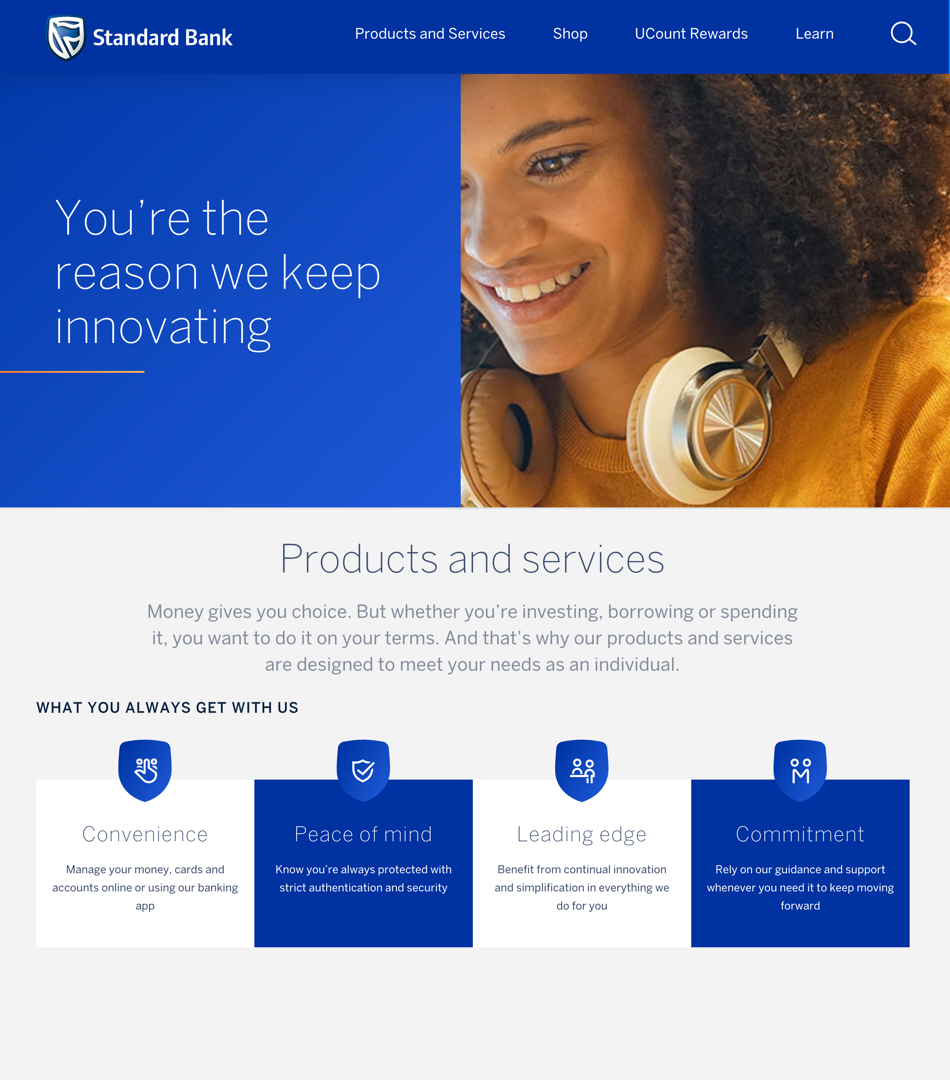 Standard Bank
Products and Services
Shop
UCount Rewards
Learn
You’re the
reason we keep
innovating
Products and services
Money gives you choice. But whether you’re investing, borrowing or spending
it, you want to do it on your terms. And that’s why our products and services
are designed to meet your needs as an individual.
WHAT YOU ALWAYS GET WITH US
Convenience
Manage your money, cards and
accounts online or using our banking
app
Peace of mind
Know you’re always protected with
strict authentication and security
Leading edge
Benefit from continual innovation
and simplification in everything we
do for you
Commitment
Rely on our guidance and support
whenever you need it to keep moving
forward